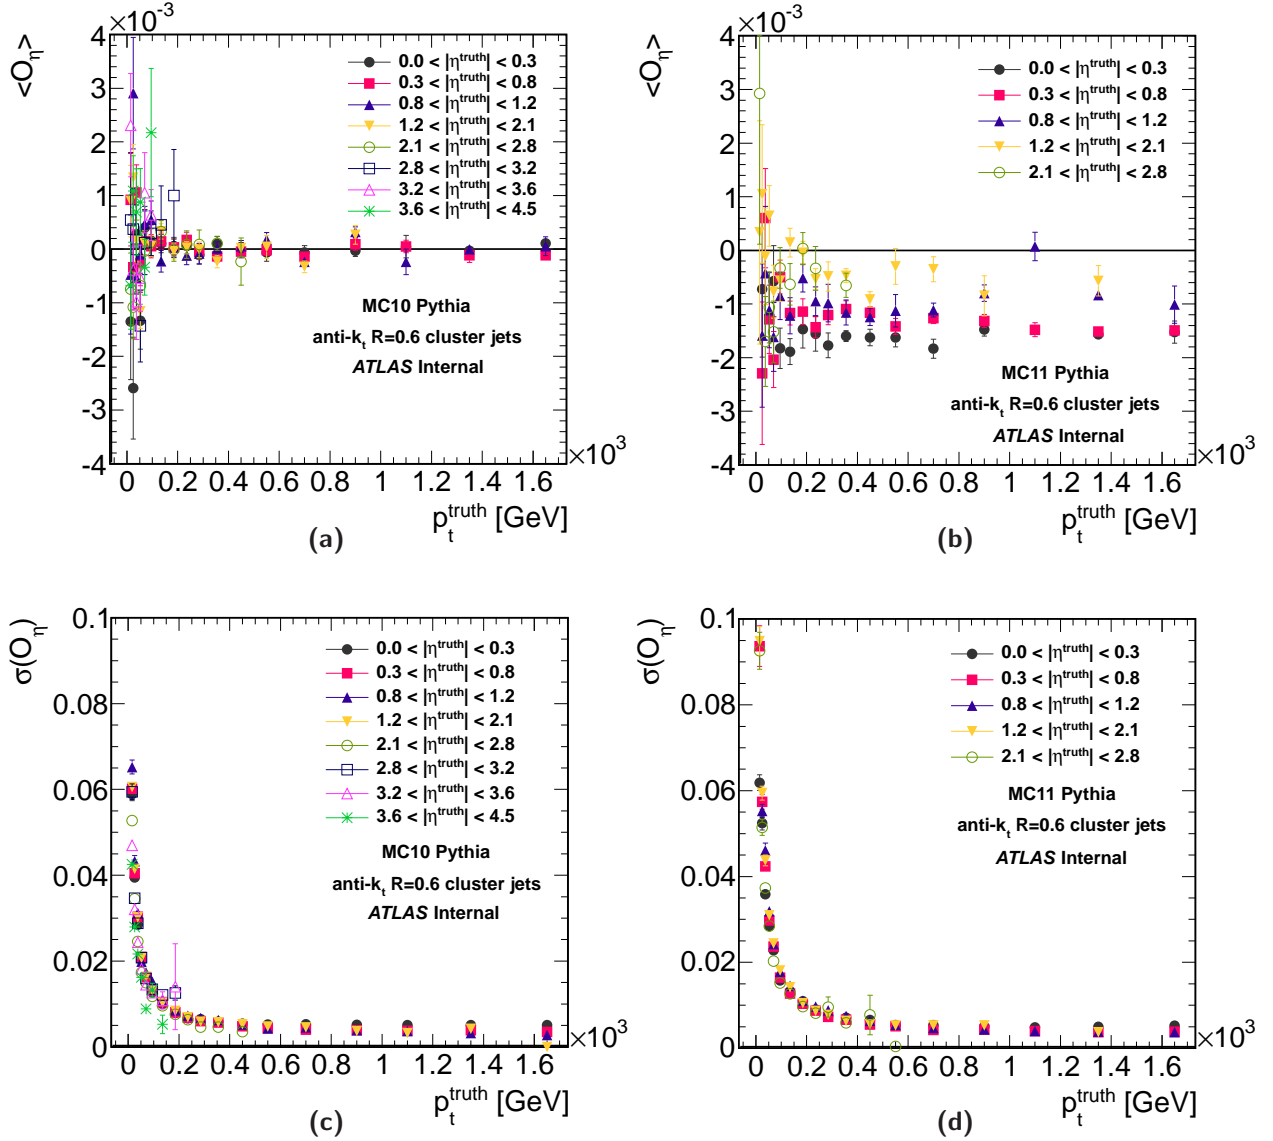 ×10⁻³
<O_η>
4
3
2
1
0
-1
-2
-3
-4
0.0 < |η^truth| < 0.3
0.3 < |η^truth| < 0.8
0.8 < |η^truth| < 1.2
1.2 < |η^truth| < 2.1
2.1 < |η^truth| < 2.8
2.8 < |η^truth| < 3.2
3.2 < |η^truth| < 3.6
3.6 < |η^truth| < 4.5
MC10 Pythia
anti-k_t R=0.6 cluster jets
ATLAS Internal
×10³
0 0.2 0.4 0.6 0.8 1 1.2 1.4 1.6
p_t^truth [GeV]
(a)
×10⁻³
<O_η>
4
3
2
1
0
-1
-2
-3
-4
0.0 < |η^truth| < 0.3
0.3 < |η^truth| < 0.8
0.8 < |η^truth| < 1.2
1.2 < |η^truth| < 2.1
2.1 < |η^truth| < 2.8
MC11 Pythia
anti-k_t R=0.6 cluster jets
ATLAS Internal
×10³
0 0.2 0.4 0.6 0.8 1 1.2 1.4 1.6
p_t^truth [GeV]
(b)
σ(O_η)
0.1
0.08
0.06
0.04
0.02
0
0.0 < |η^truth| < 0.3
0.3 < |η^truth| < 0.8
0.8 < |η^truth| < 1.2
1.2 < |η^truth| < 2.1
2.1 < |η^truth| < 2.8
2.8 < |η^truth| < 3.2
3.2 < |η^truth| < 3.6
3.6 < |η^truth| < 4.5
MC10 Pythia
anti-k_t R=0.6 cluster jets
ATLAS Internal
×10³
0 0.2 0.4 0.6 0.8 1 1.2 1.4 1.6
p_t^truth [GeV]
(c)
σ(O_η)
0.1
0.08
0.06
0.04
0.02
0
0.0 < |η^truth| < 0.3
0.3 < |η^truth| < 0.8
0.8 < |η^truth| < 1.2
1.2 < |η^truth| < 2.1
2.1 < |η^truth| < 2.8
MC11 Pythia
anti-k_t R=0.6 cluster jets
ATLAS Internal
×10³
0 0.2 0.4 0.6 0.8 1 1.2 1.4 1.6
p_t^truth [GeV]
(d)